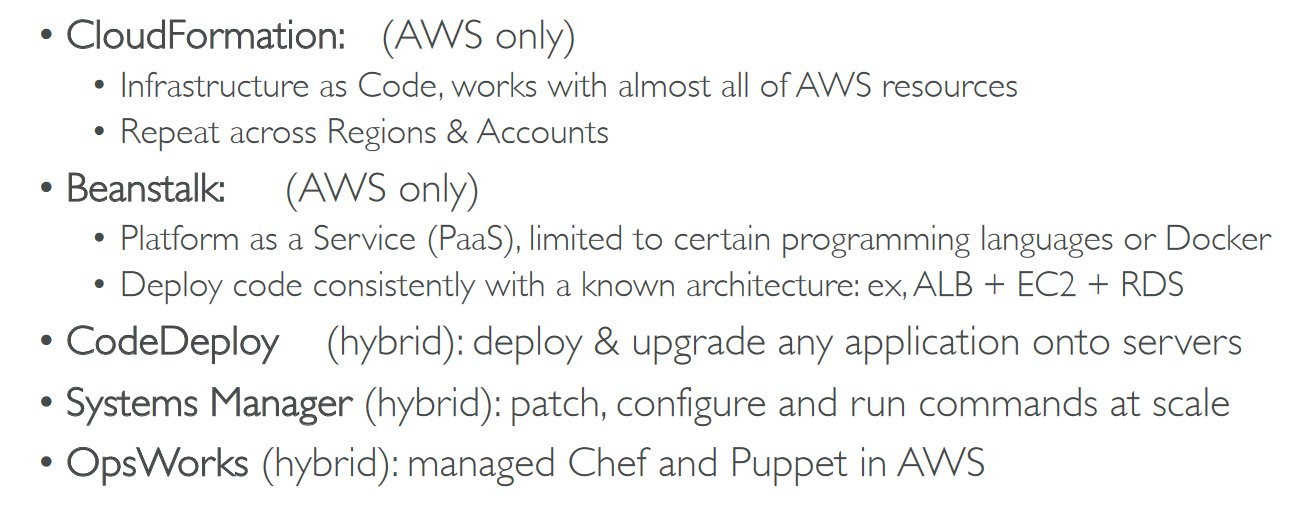 • CloudFormation: (AWS only)
• Infrastructure as Code, works with almost all of AWS resources
• Repeat across Regions & Accounts
• Beanstalk: (AWS only)
• Platform as a Service (PaaS), limited to certain programming languages or Docker
• Deploy code consistently with a known architecture: ex, ALB + EC2 + RDS
• CodeDeploy (hybrid): deploy & upgrade any application onto servers
• Systems Manager (hybrid): patch, configure and run commands at scale
• OpsWorks (hybrid): managed Chef and Puppet in AWS